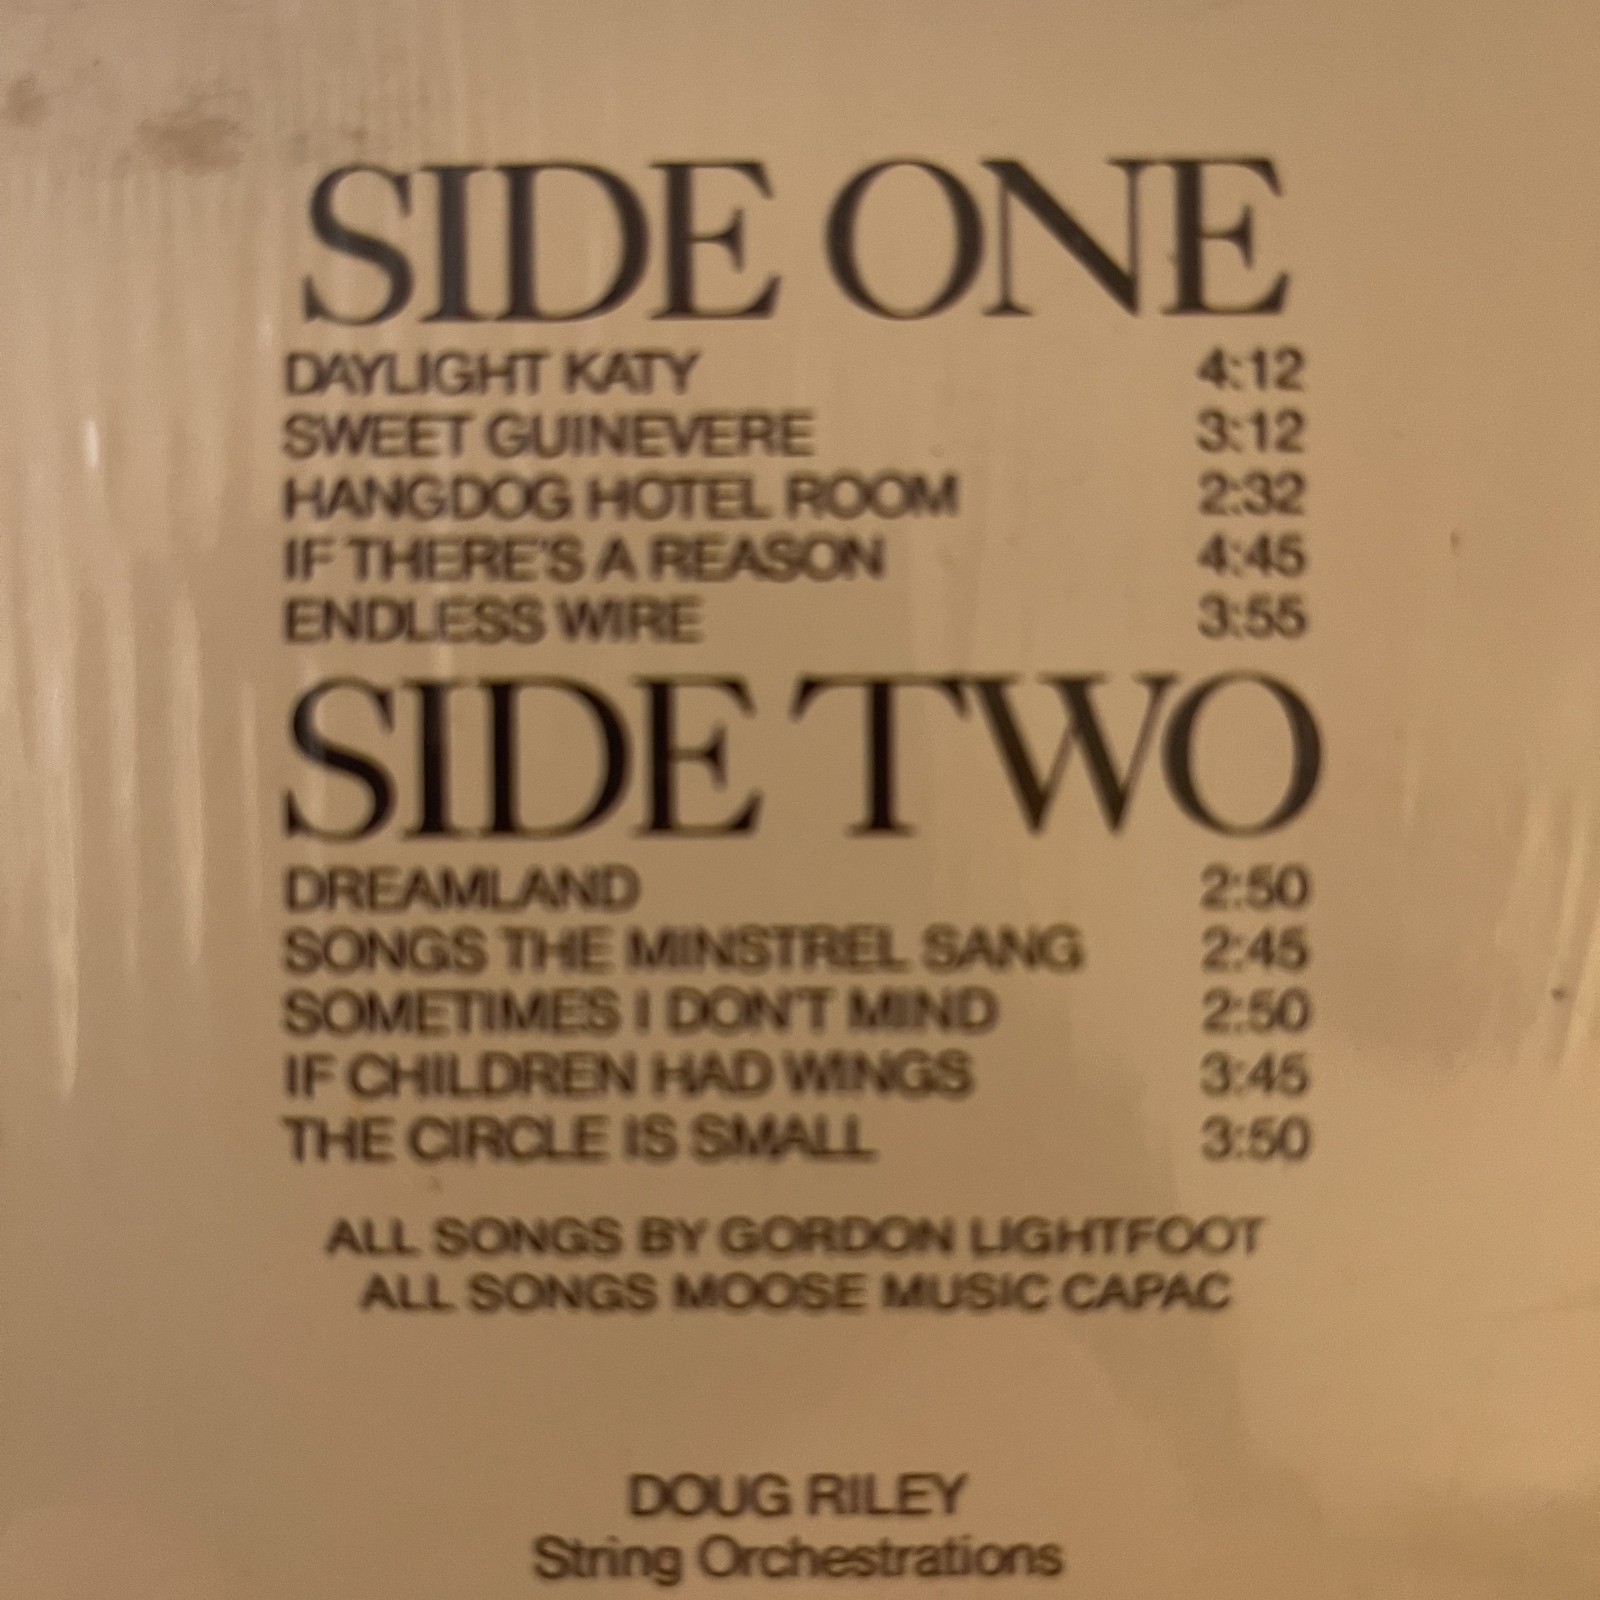 SIDE ONE
DAYLIGHT KATY 4:12
SWEET GUINEVERE 3:12
HANGDOG HOTEL ROOM 2:32
IF THERE'S A REASON 4:45
ENDLESS WIRE 3:55
SIDE TWO
DREAMLAND 2:50
SONGS THE MINSTREL SANG 2:45
SOMETIMES I DON'T MIND 2:50
IF CHILDREN HAD WINGS 3:45
THE CIRCLE IS SMALL 3:50
ALL SONGS BY GORDON LIGHTFOOT
ALL SONGS MOOSE MUSIC CAPAC
DOUG RILEY
String Orchestrations